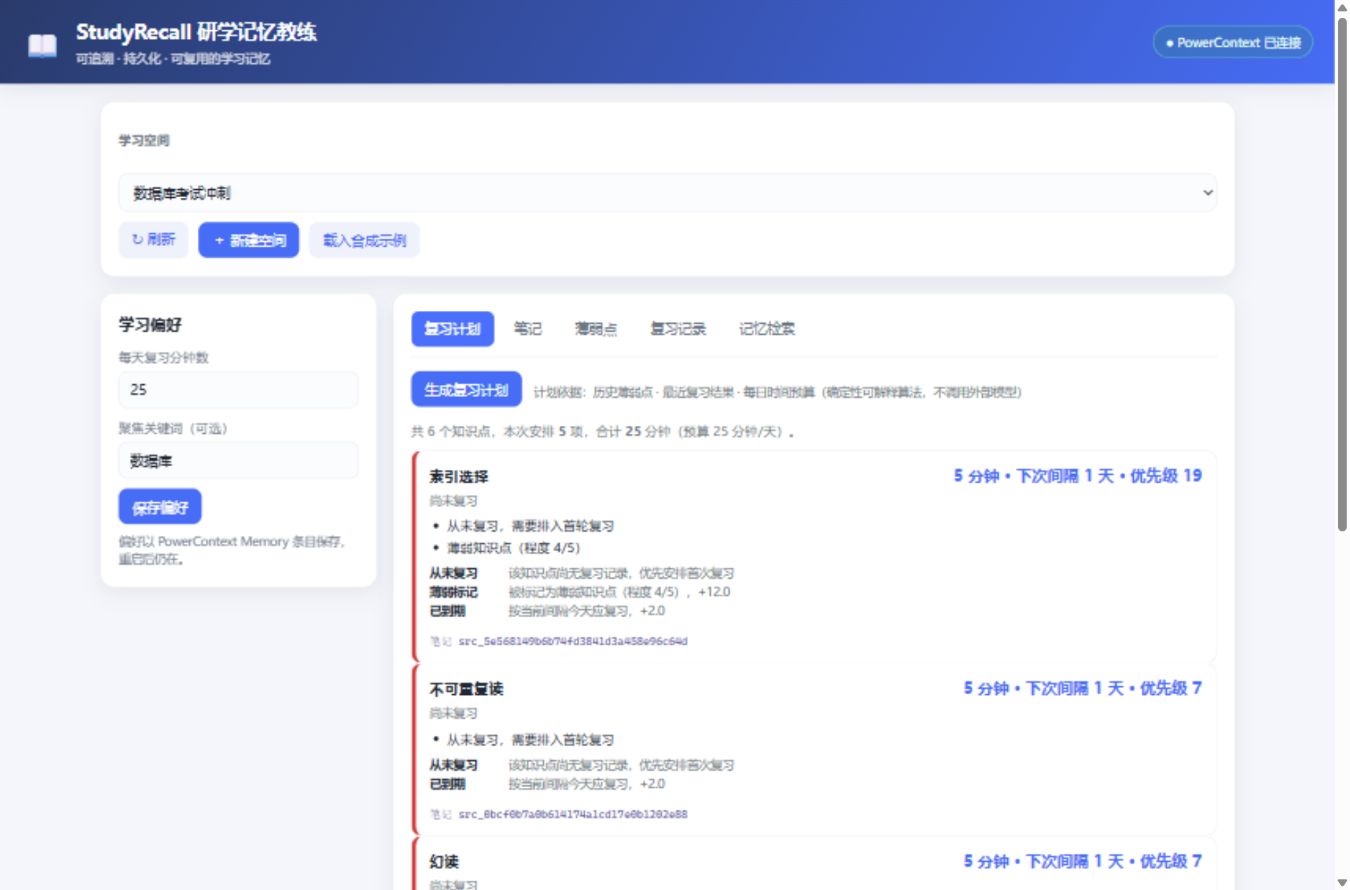 StudyRecall 研学记忆教练
可追溯 · 持久化 · 可复用的学习记忆
● PowerContext 已连接
学习空间
数据库考试冲刺
↻ 刷新
+ 新建空间
载入合成示例
学习偏好
每天复习分钟数
25
聚焦关键词（可选）
数据库
保存偏好
偏好以 PowerContext Memory 条目保存，
重启后仍在。
复习计划
笔记
薄弱点
复习记录
记忆检索
生成复习计划
计划依据：历史薄弱点 · 最近复习结果 · 每日时间预算（确定性可解释算法，不调用外部模型）
共 6 个知识点，本次安排 5 项，合计 25 分钟（预算 25 分钟/天）。
索引选择
5 分钟 • 下次间隔 1 天 • 优先级 19
尚未复习
• 从未复习，需要排入首轮复习
• 薄弱知识点（程度 4/5）
从未复习 该知识点尚无复习记录，优先安排首次复习
薄弱标记 被标记为薄弱知识点（程度 4/5），+12.0
已到期 按当前间隔今天应复习，+2.0
笔记 src_5e568149b6b74fd3841d3a458e96c64d
不可重复读
5 分钟 • 下次间隔 1 天 • 优先级 7
尚未复习
• 从未复习，需要排入首轮复习
从未复习 该知识点尚无复习记录，优先安排首次复习
已到期 按当前间隔今天应复习，+2.0
笔记 src_0bcf0b7a0b614174a1cd17e0b1202e88
幻读
5 分钟 • 下次间隔 1 天 • 优先级 7
尚未复习